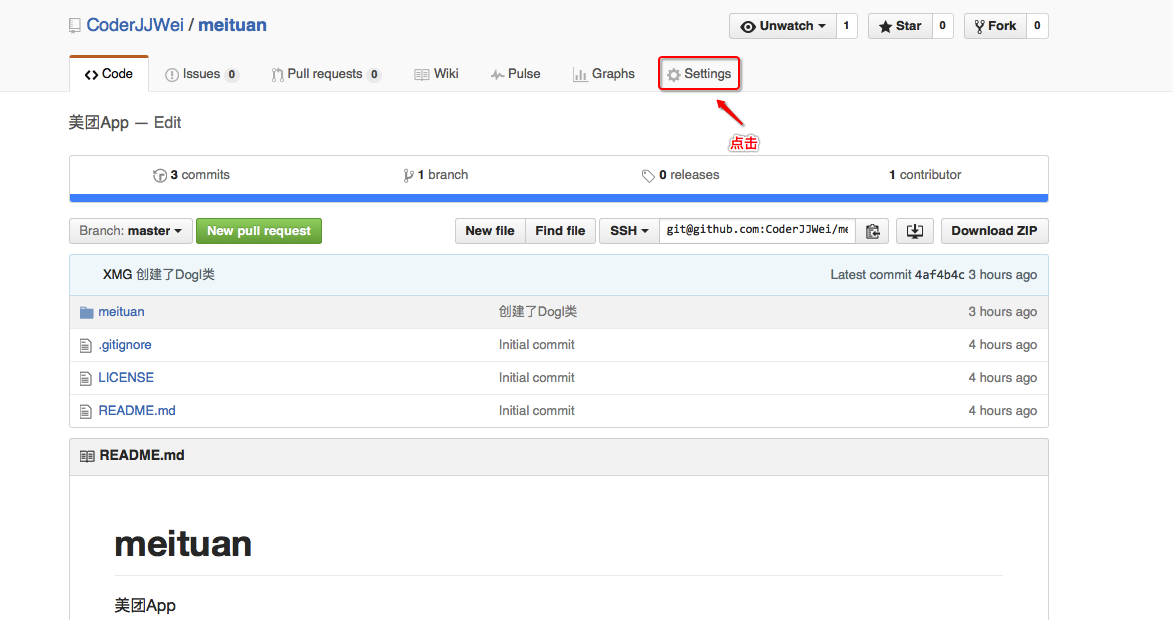 CoderJJWei / meituan
Unwatch 1 Star 0 Fork 0
Code Issues 0 Pull requests 0 Wiki Pulse Graphs Settings
点击
美团App — Edit
3 commits 1 branch 0 releases 1 contributor
Branch: master New pull request New file Find file SSH git@github.com:CoderJJWei/me Download ZIP
XMG 创建了Dogl类 Latest commit 4af4b4c 3 hours ago
meituan 创建了Dogl类 3 hours ago
.gitignore Initial commit 4 hours ago
LICENSE Initial commit 4 hours ago
README.md Initial commit 4 hours ago
README.md
meituan
美团App